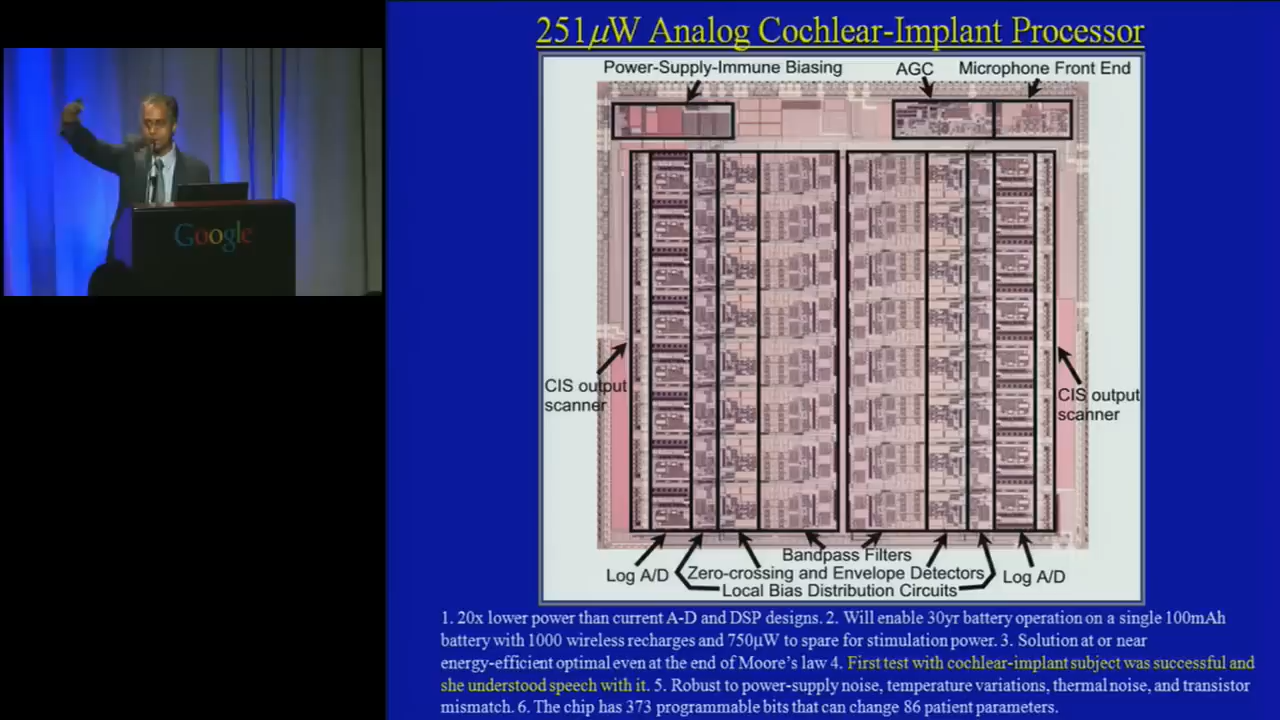 251μW Analog Cochlear-Implant Processor
Power-Supply-Immune Biasing
AGC
Microphone Front End
Google
CIS output
scanner
CIS output
scanner
Bandpass Filters
Log A/D
Zero-crossing and Envelope Detectors
Log A/D
Local Bias Distribution Circuits
1. 20x lower power than current A-D and DSP designs. 2. Will enable 30yr battery operation on a single 100mAh
battery with 1000 wireless recharges and 750μW to spare for stimulation power. 3. Solution at or near
energy-efficient optimal even at the end of Moore's law 4. First test with cochlear-implant subject was successful and
she understood speech with it. 5. Robust to power-supply noise, temperature variations, thermal noise, and transistor
mismatch. 6. The chip has 373 programmable bits that can change 86 patient parameters.